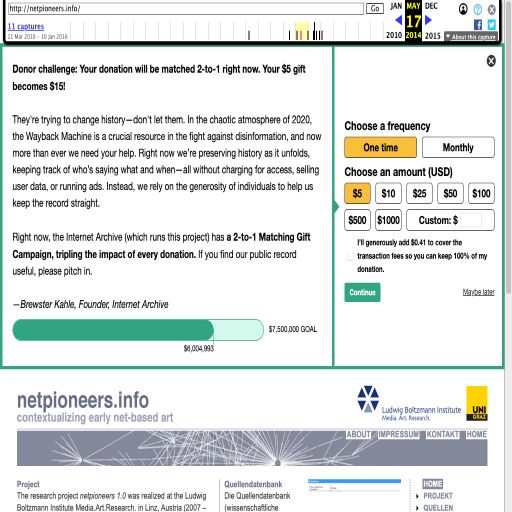 http://netpioneers.info/
Go
JAN
MAY
DEC
17
2010
2014
2015
11 captures
11 Mar 2010 - 10 Jan 2016
About this capture
Donor challenge: Your donation will be matched 2-to-1 right now. Your $5 gift
becomes $15!
They're trying to change history—don't let them. In the chaotic atmosphere of 2020,
the Wayback Machine is a crucial resource in the fight against disinformation, and now
more than ever we need your help. Right now we're preserving history as it unfolds,
keeping track of who's saying what and when—all without charging for access, selling
user data, or running ads. Instead, we rely on the generosity of individuals to help us
keep the record straight.
Right now, the Internet Archive (which runs this project) has a 2-to-1 Matching Gift
Campaign, tripling the impact of every donation. If you find our public record
useful, please pitch in.
—Brewster Kahle, Founder, Internet Archive
$7,500,000 GOAL
$6,004,993
Choose a frequency
One time
Monthly
Choose an amount (USD)
$5
$10
$25
$50
$100
$500
$1000
Custom: $
I'll generously add $0.41 to cover the
transaction fees so you can keep 100% of my
donation.
Continue
Maybe later
netpioneers.info
contextualizing early net-based art
Ludwig Boltzmann Institute
Media. Art. Research.
UNI
GRAZ
ABOUT
IMPRESSUM
KONTAKT
HOME
Project
The research project netpioneers 1.0 was realized at the Ludwig
Boltzmann Institute Media.Art.Research. in Linz, Austria (2007 –
Quellendatenbank
Die Quellendatenbank
(wissenschaftliche
HOME
PROJEKT
QUELLEN